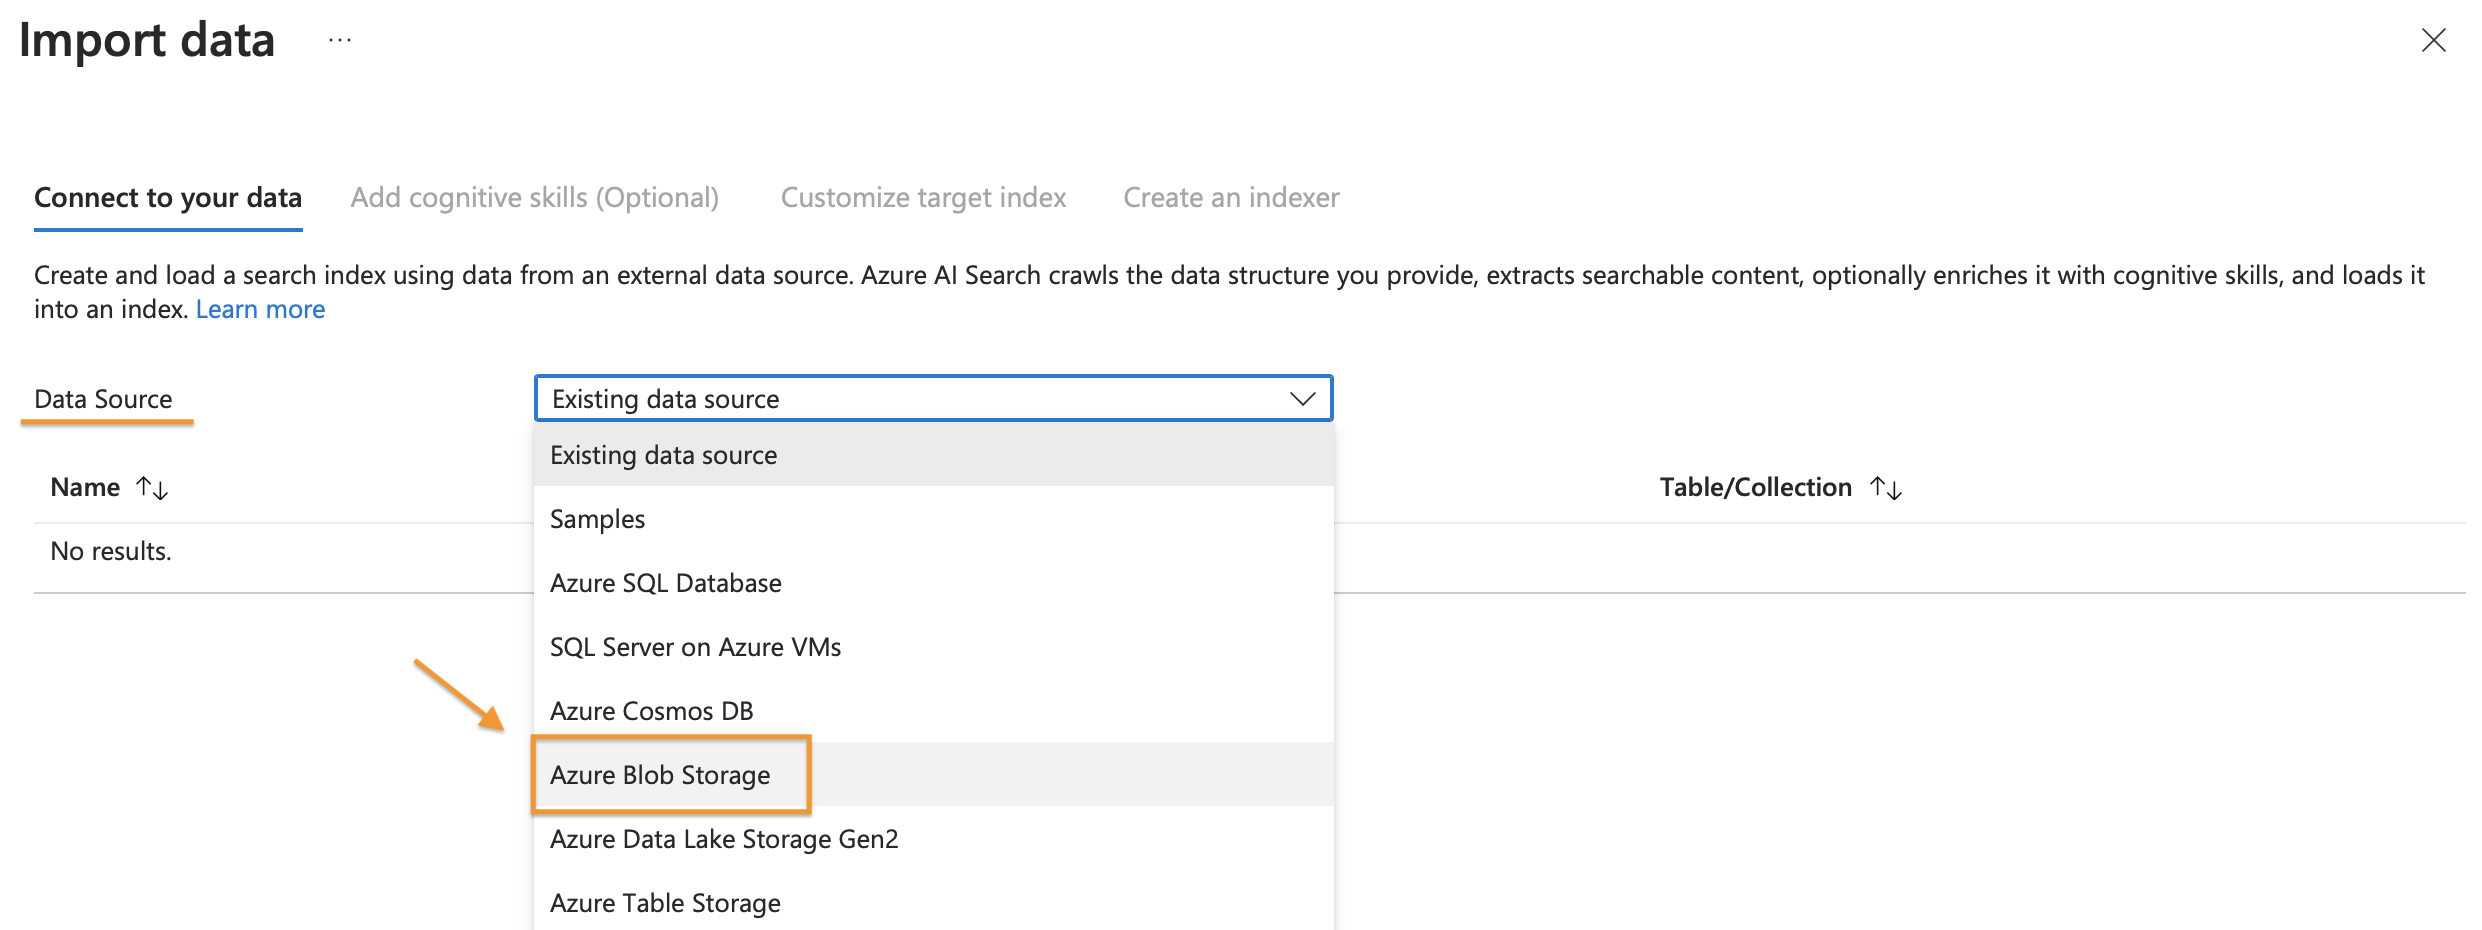 Import data ...
Connect to your data Add cognitive skills (Optional) Customize target index Create an indexer
Create and load a search index using data from an external data source. Azure AI Search crawls the data structure you provide, extracts searchable content, optionally enriches it with cognitive skills, and loads it
into an index. Learn more
Data Source
Existing data source
Existing data source
Samples
Azure SQL Database
SQL Server on Azure VMs
Azure Cosmos DB
Azure Blob Storage
Azure Data Lake Storage Gen2
Azure Table Storage
Name ↑↓
Table/Collection ↑↓
No results.